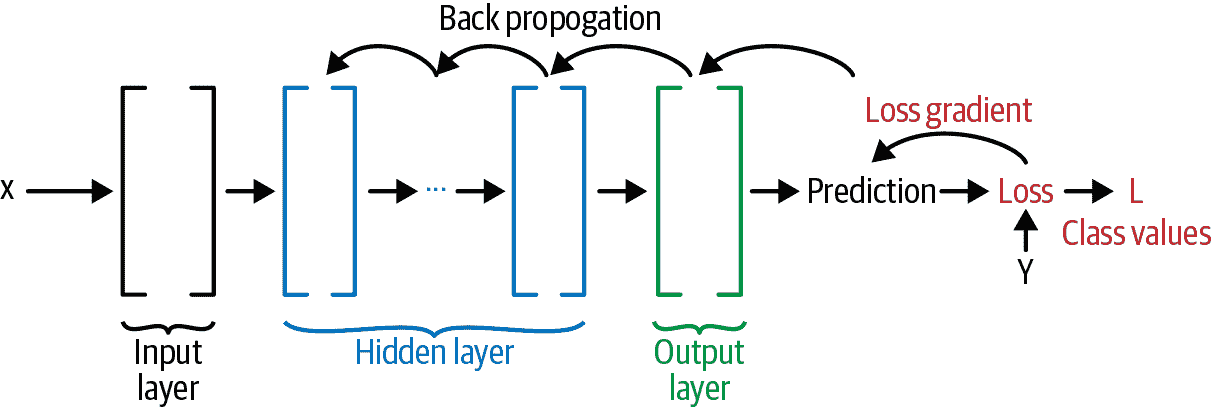 Back propogation
Loss gradient
x
...
Prediction
Loss
L
Class values
Y
Input
layer
Hidden layer
Output
layer